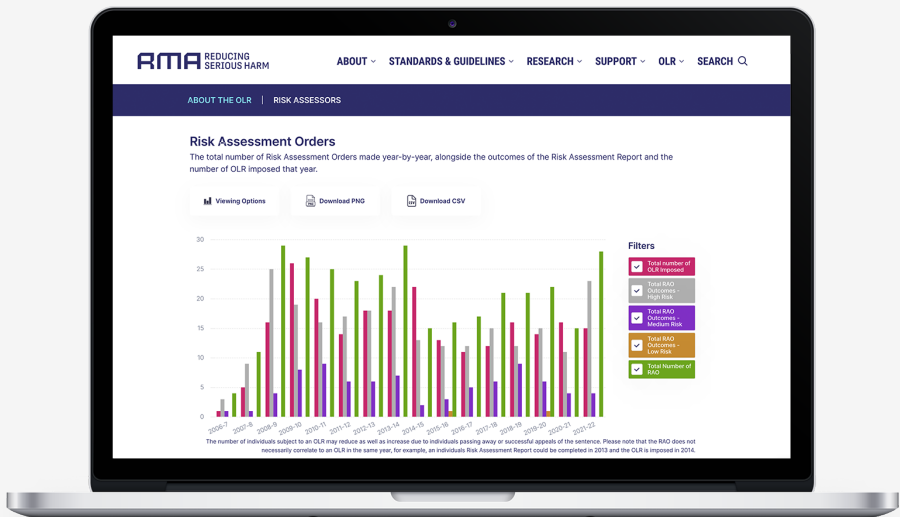 RMA REDUCING
SERIOUS HARM
ABOUT
STANDARDS & GUIDELINES
RESEARCH
SUPPORT
OLR
SEARCH
ABOUT THE OLR | RISK ASSESSORS
Risk Assessment Orders
The total number of Risk Assessment Orders made year-by-year, alongside the outcomes of the Risk Assessment Report and the
number of OLR imposed that year.
Viewing Options
Download PNG
Download CSV
30
25
20
15
10
5
0
2006-7
2007-8
2008-9
2009-10
2010-11
2011-12
2012-13
2013-14
2014-15
2015-16
2016-17
2017-18
2018-19
2019-20
2020-21
2021-22
Filters
Total number of
OLR Imposed
Total RAO
Outcomes -
High Risk
Total RAO
Outcomes -
Medium Risk
Total RAO
Outcomes -
Low Risk
Total Number of
RAO
The number of individuals subject to an OLR may reduce as well as increase due to individuals passing away or successful appeals of the sentence. Please note that the RAO does not
necessarily correlate to an OLR in the same year, for example, an individuals Risk Assessment Report could be completed in 2013 and the OLR is imposed in 2014.